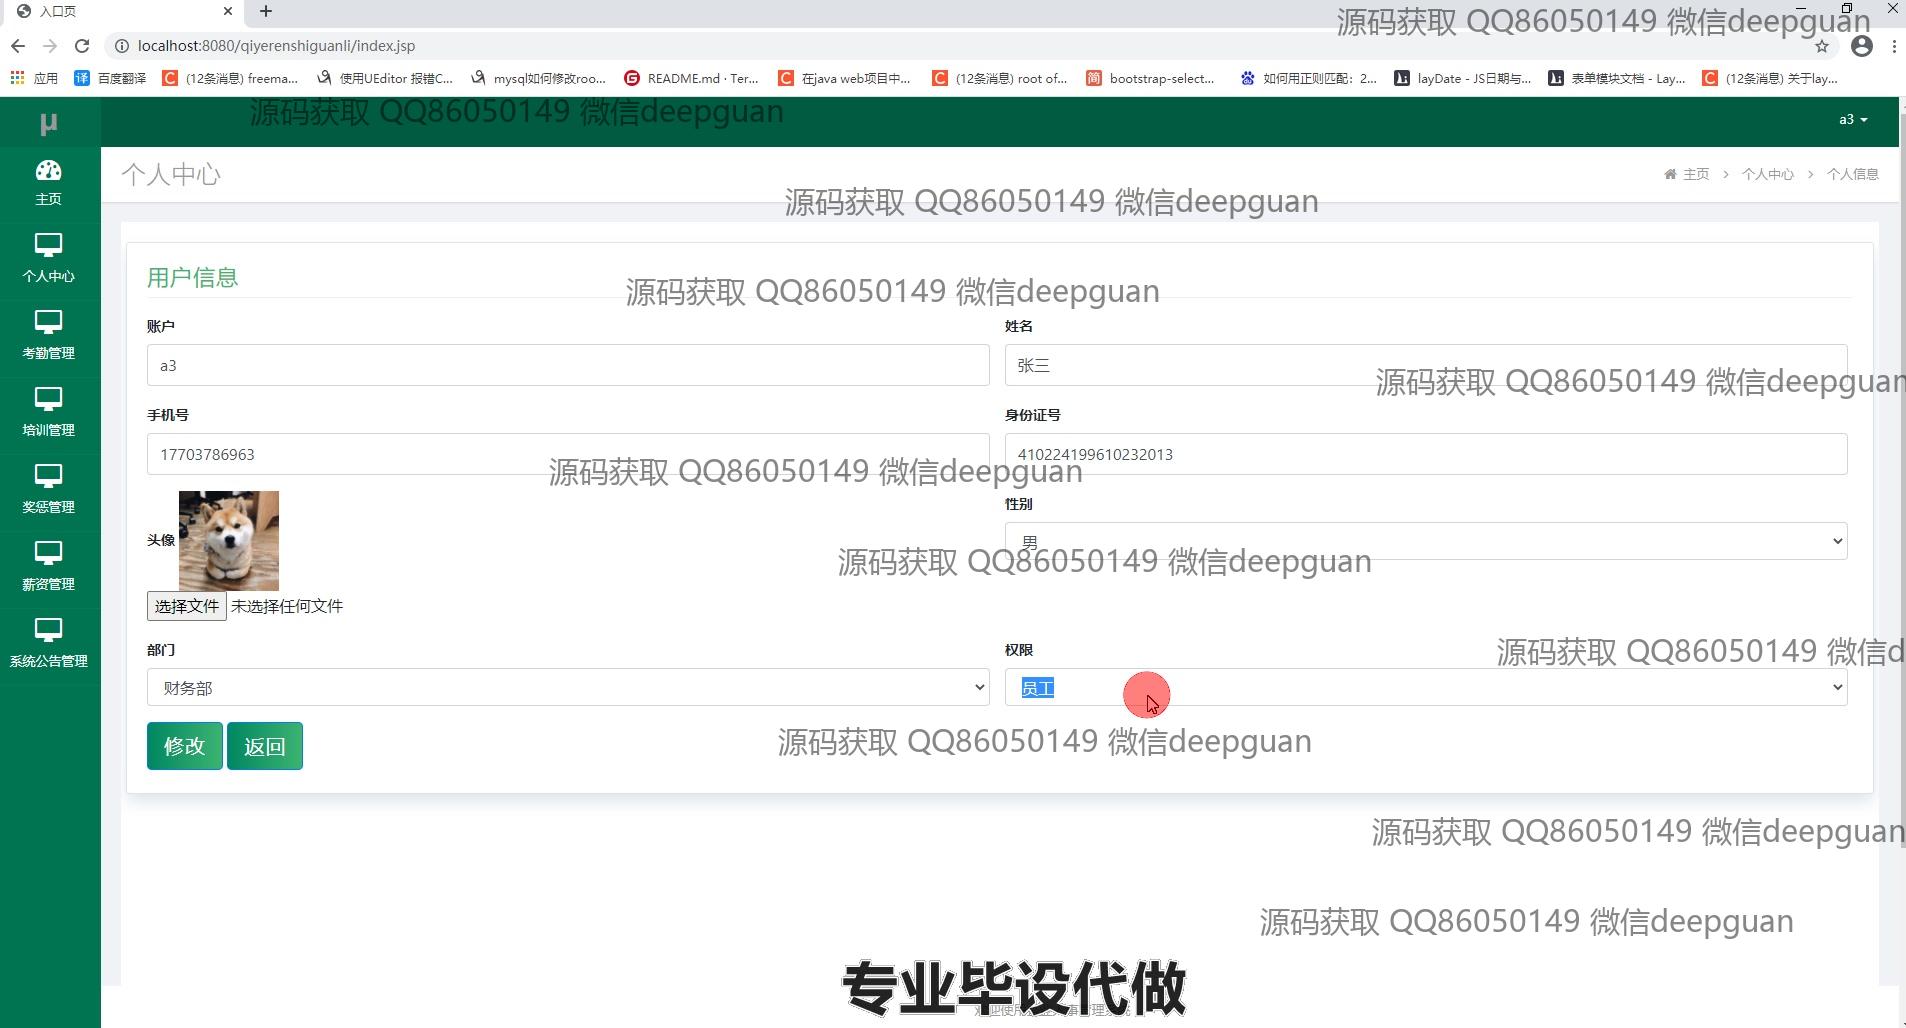 入口页
源码获取 QQ86050149 微信deepguan
localhost:8080/qiyerenshiguanli/index.jsp
应用
百度翻译
(12条消息) freema...
使用UEditor 报错C...
mysql如何修改roo...
README.md · Ter...
在java web项目中...
(12条消息) root of...
bootstrap-select...
如何用正则匹配：2...
layDate - JS日期与...
表单模块文档 - Lay...
(12条消息) 关于lay...
源码获取 QQ86050149 微信deepguan
μ
a3
主页
个人中心
主页 > 个人中心 > 个人信息
源码获取 QQ86050149 微信deepguan
个人中心
用户信息
源码获取 QQ86050149 微信deepguan
账户
姓名
考勤管理
a3
张三
源码获取 QQ86050149 微信deepguan
手机号
身份证号
培训管理
17703786963
410224199610232013
源码获取 QQ86050149 微信deepguan
奖惩管理
性别
头像
男
源码获取 QQ86050149 微信deepguan
薪资管理
选择文件 未选择任何文件
部门
权限
源码获取 QQ86050149 微信d
系统公告管理
财务部
员工
修改
返回
源码获取 QQ86050149 微信deepguan
源码获取 QQ86050149 微信deepguan
源码获取 QQ86050149 微信deepguan
专业毕设代做